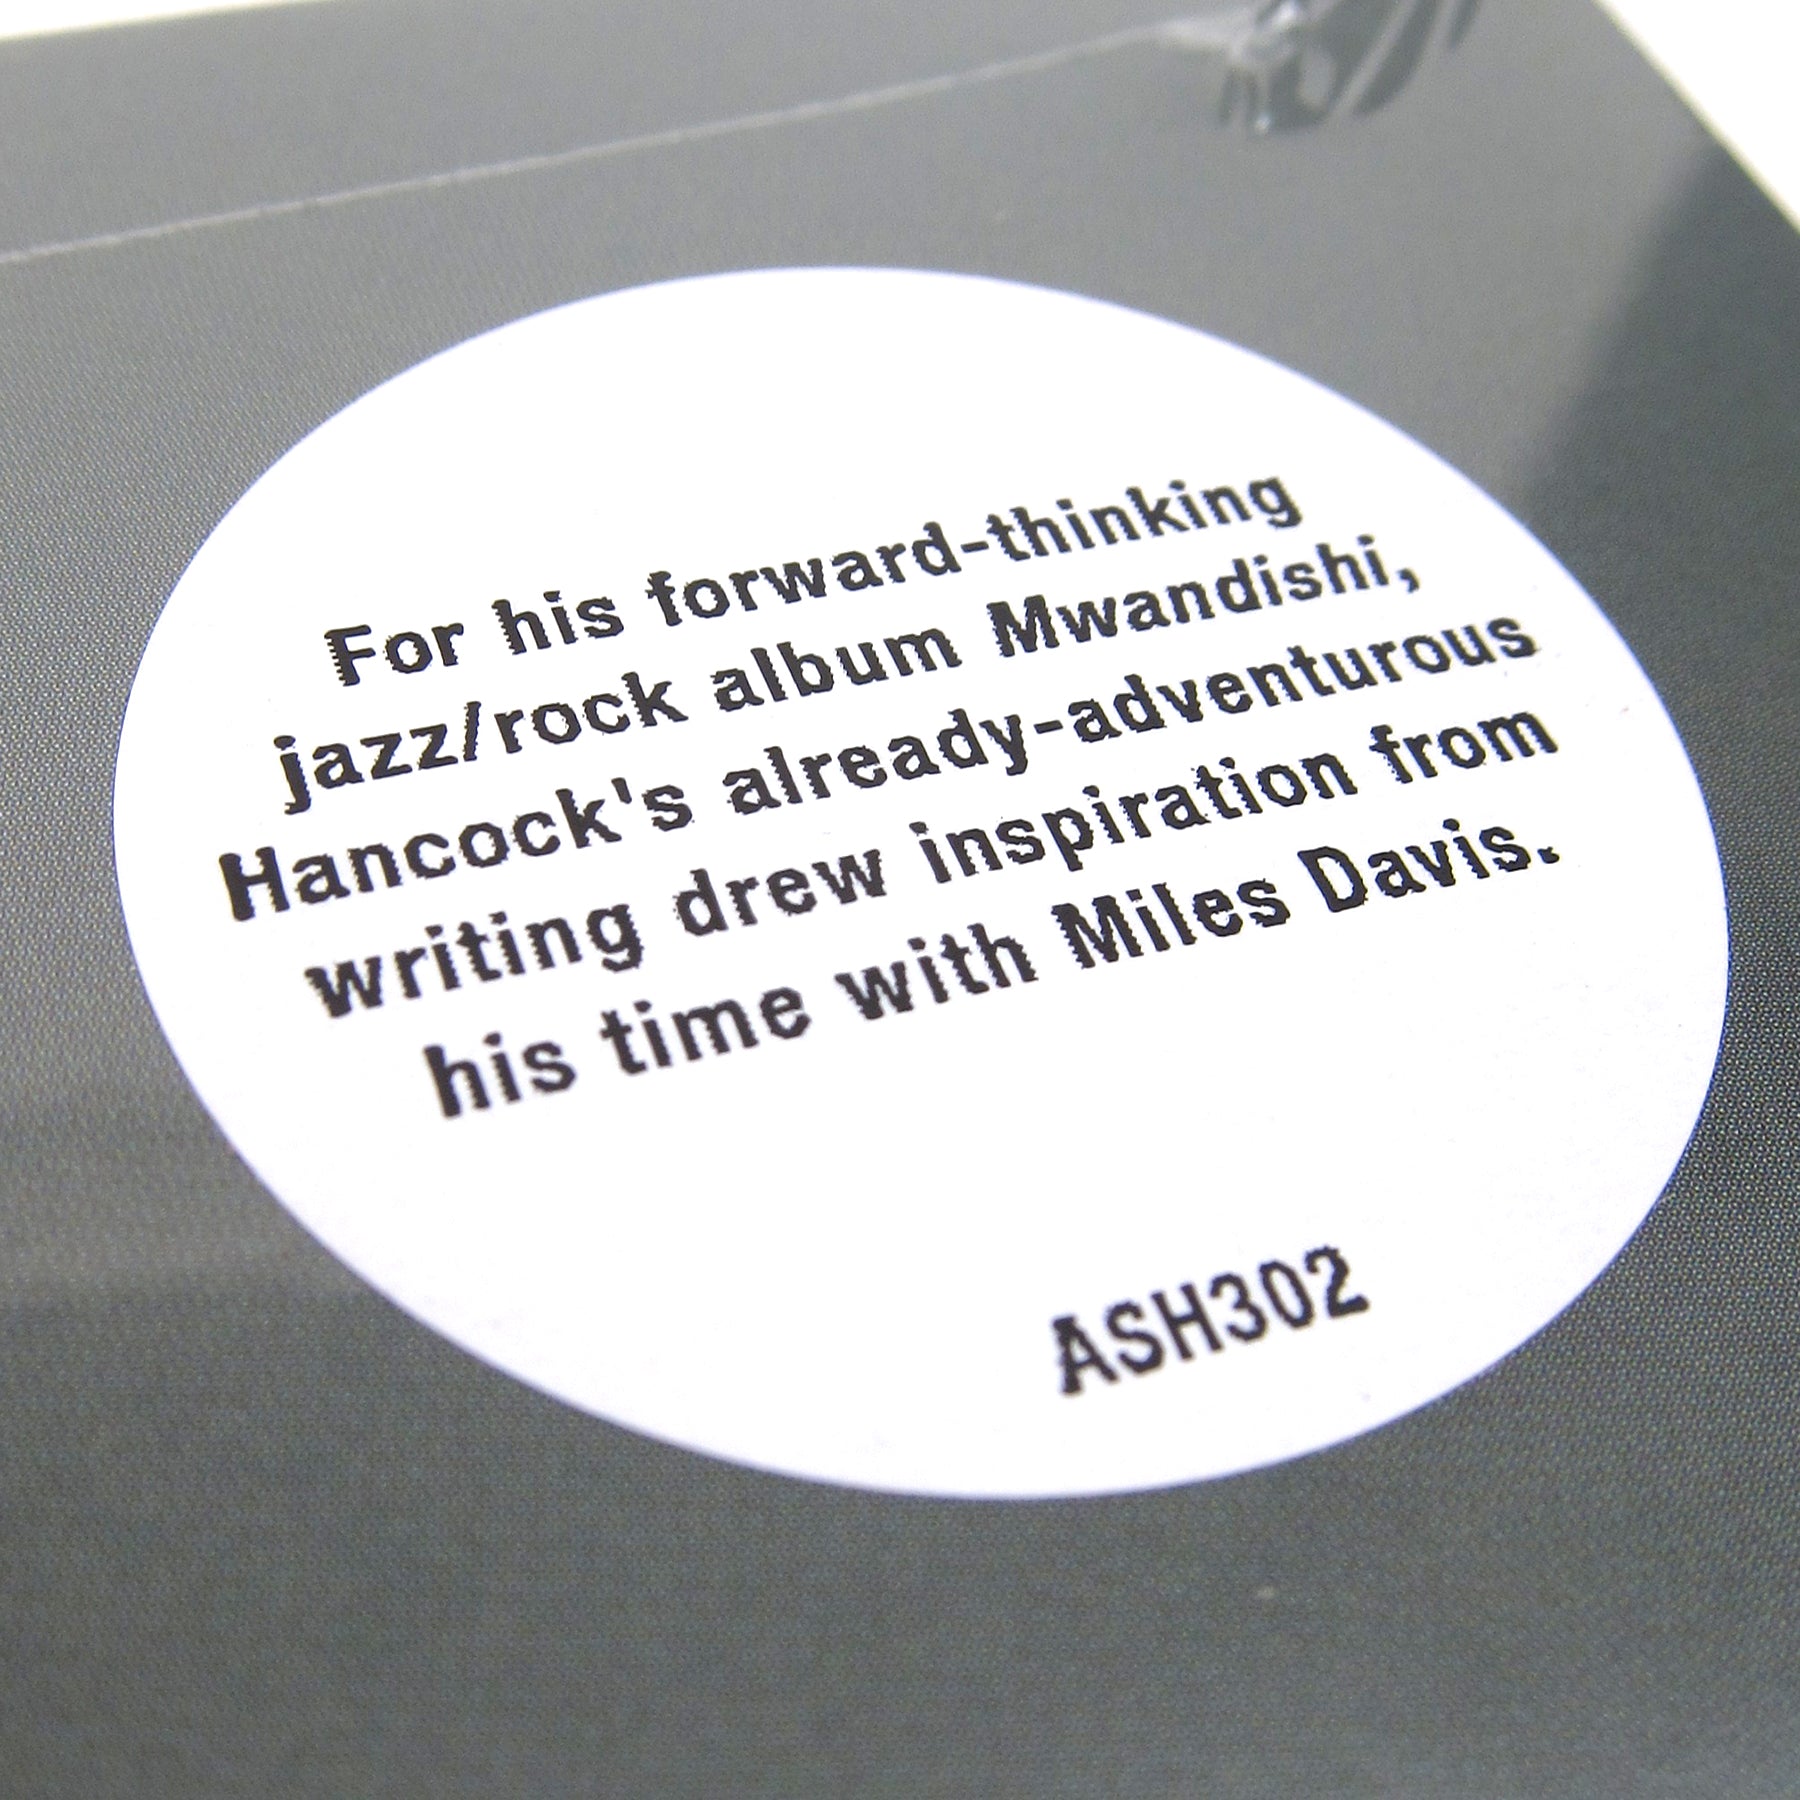 For his forward-thinking
jazz/rock album Mwandishi,
Hancock's already-adventurous
writing drew inspiration from
his time with Miles Davis.
ASH302